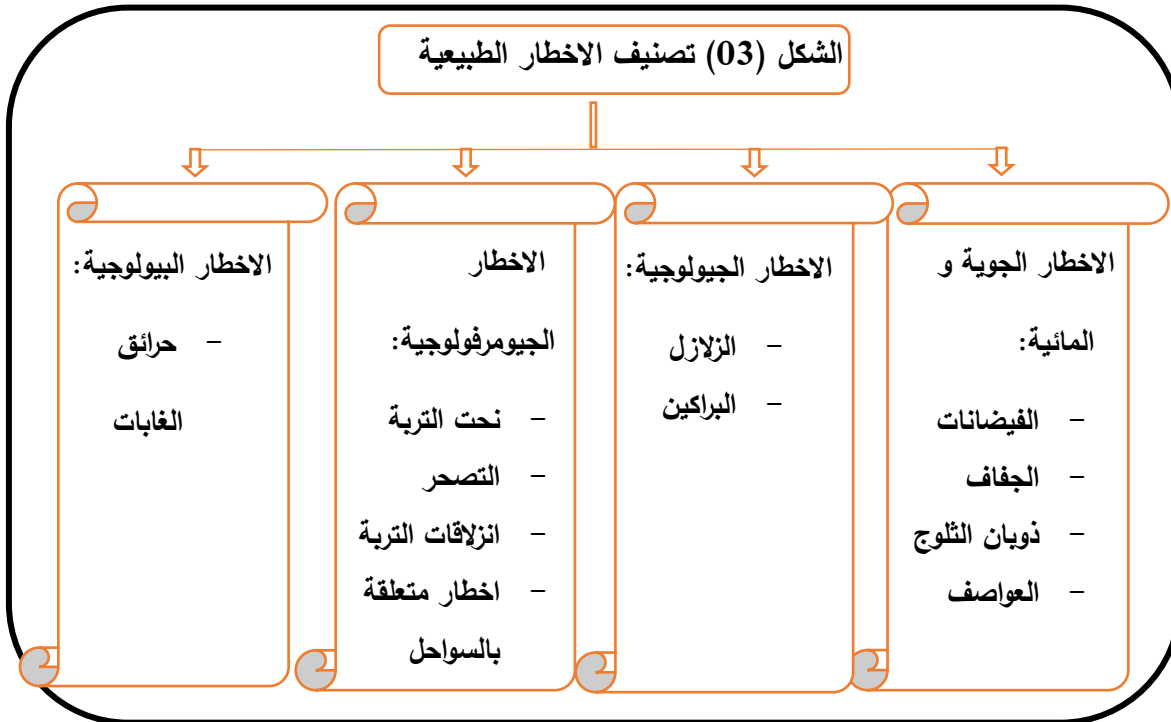 الشكل (03) تصنيف الاخطار الطبيعية
الاخطار الجوية و
المائية:
- الفيضانات
- الجفاف
- ذوبان الثلوج
- العواصف
الاخطار الجيولوجية:
- الزلازل
- البراكين
الاخطار
الجيومرفولوجية:
- نحت التربة
- التصحر
- انزلاقات التربة
- اخطار متعلقة
بالسواحل
الاخطار البيولوجية:
- حرائق
الغابات